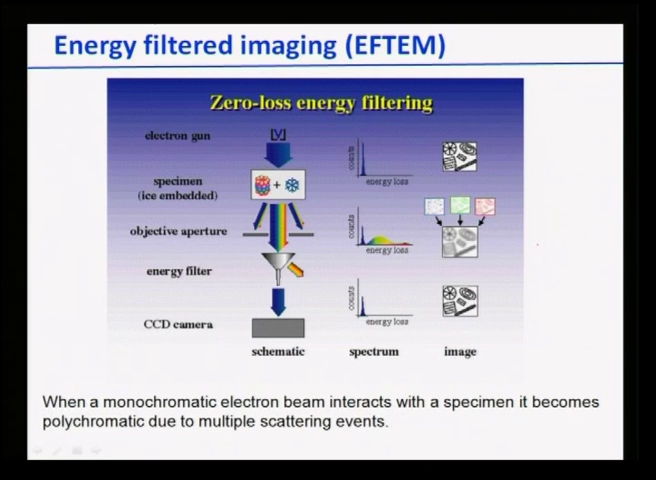 Energy filtered imaging (EFTEM)
Zero-loss energy filtering
electron gun
counts
energy loss
specimen
(ice embedded)
+
objective aperture
counts
energy loss
energy filter
counts
energy loss
CCD camera
schematic
spectrum
image
When a monochromatic electron beam interacts with a specimen it becomes
polychromatic due to multiple scattering events.